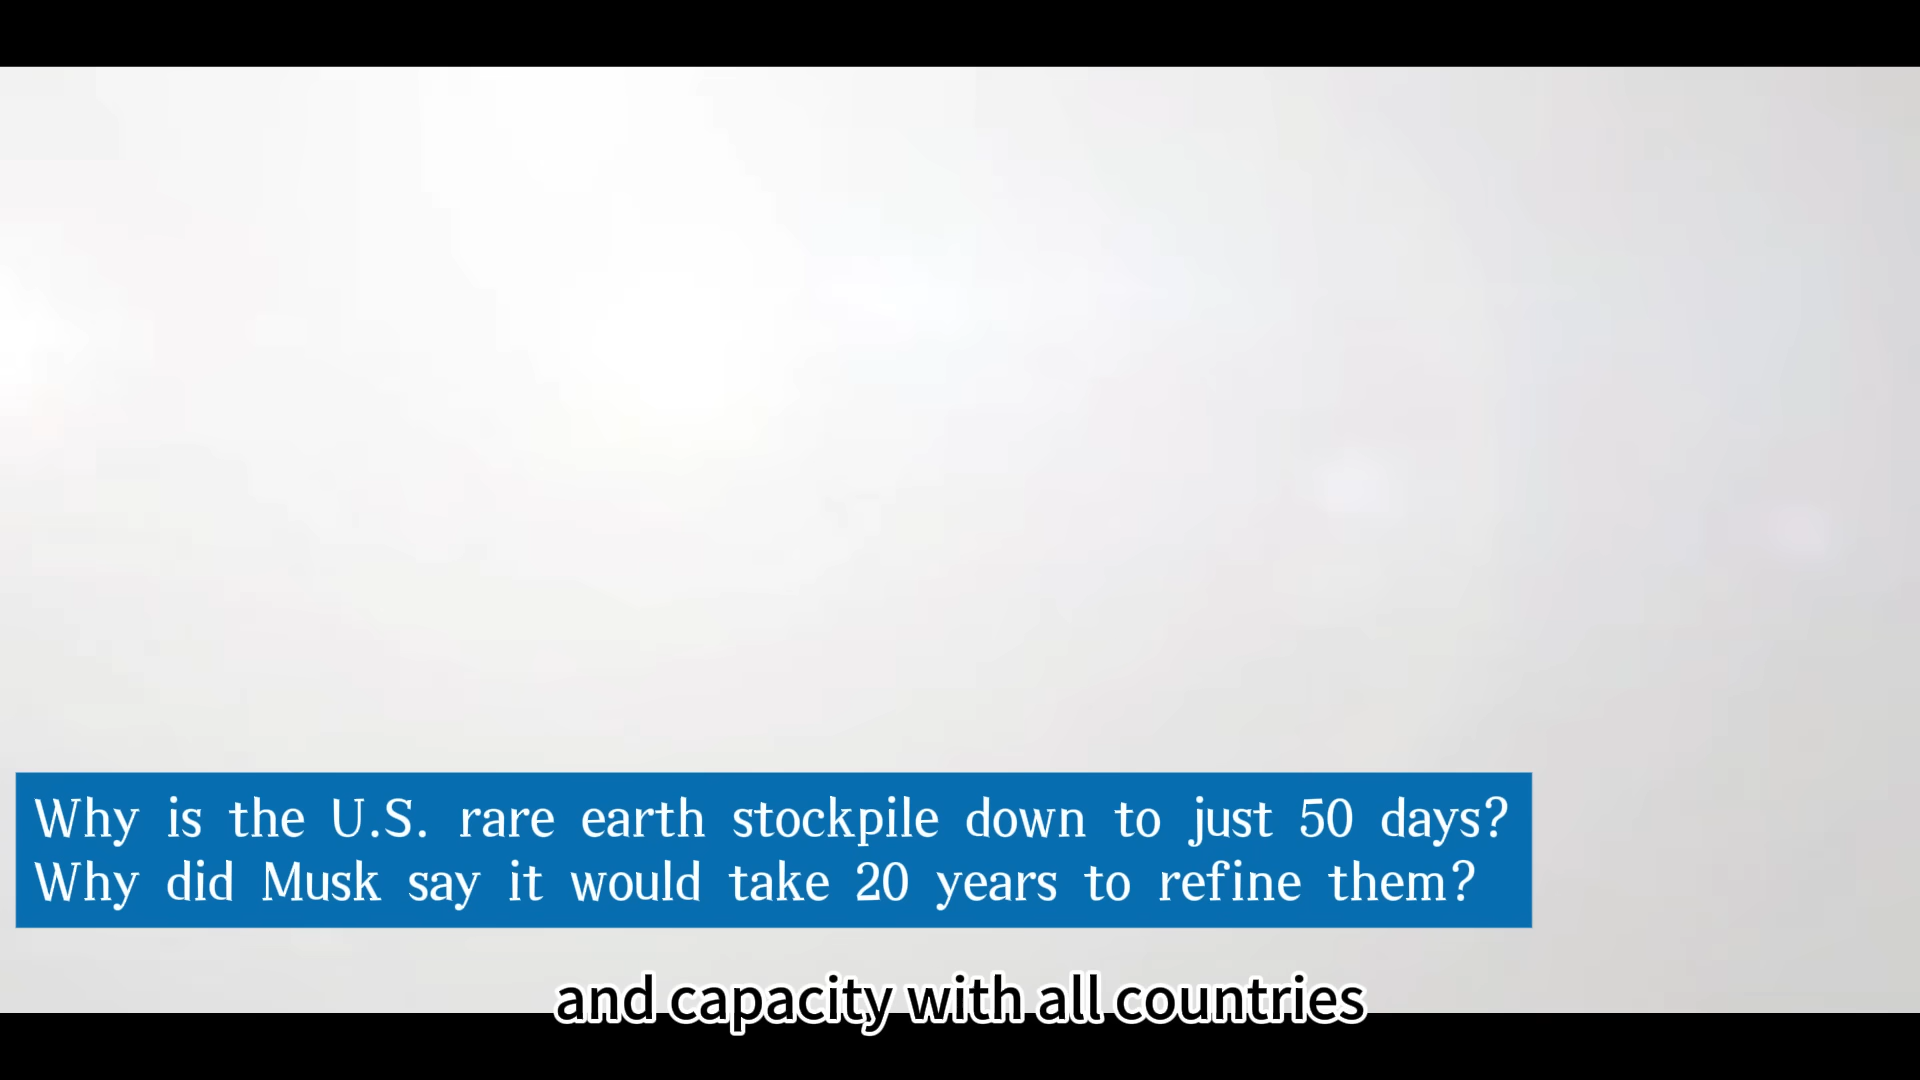 Why is the U.S. rare earth stockpile down to just 50 days?
Why did Musk say it would take 20 years to refine them?
and capacity with all countries